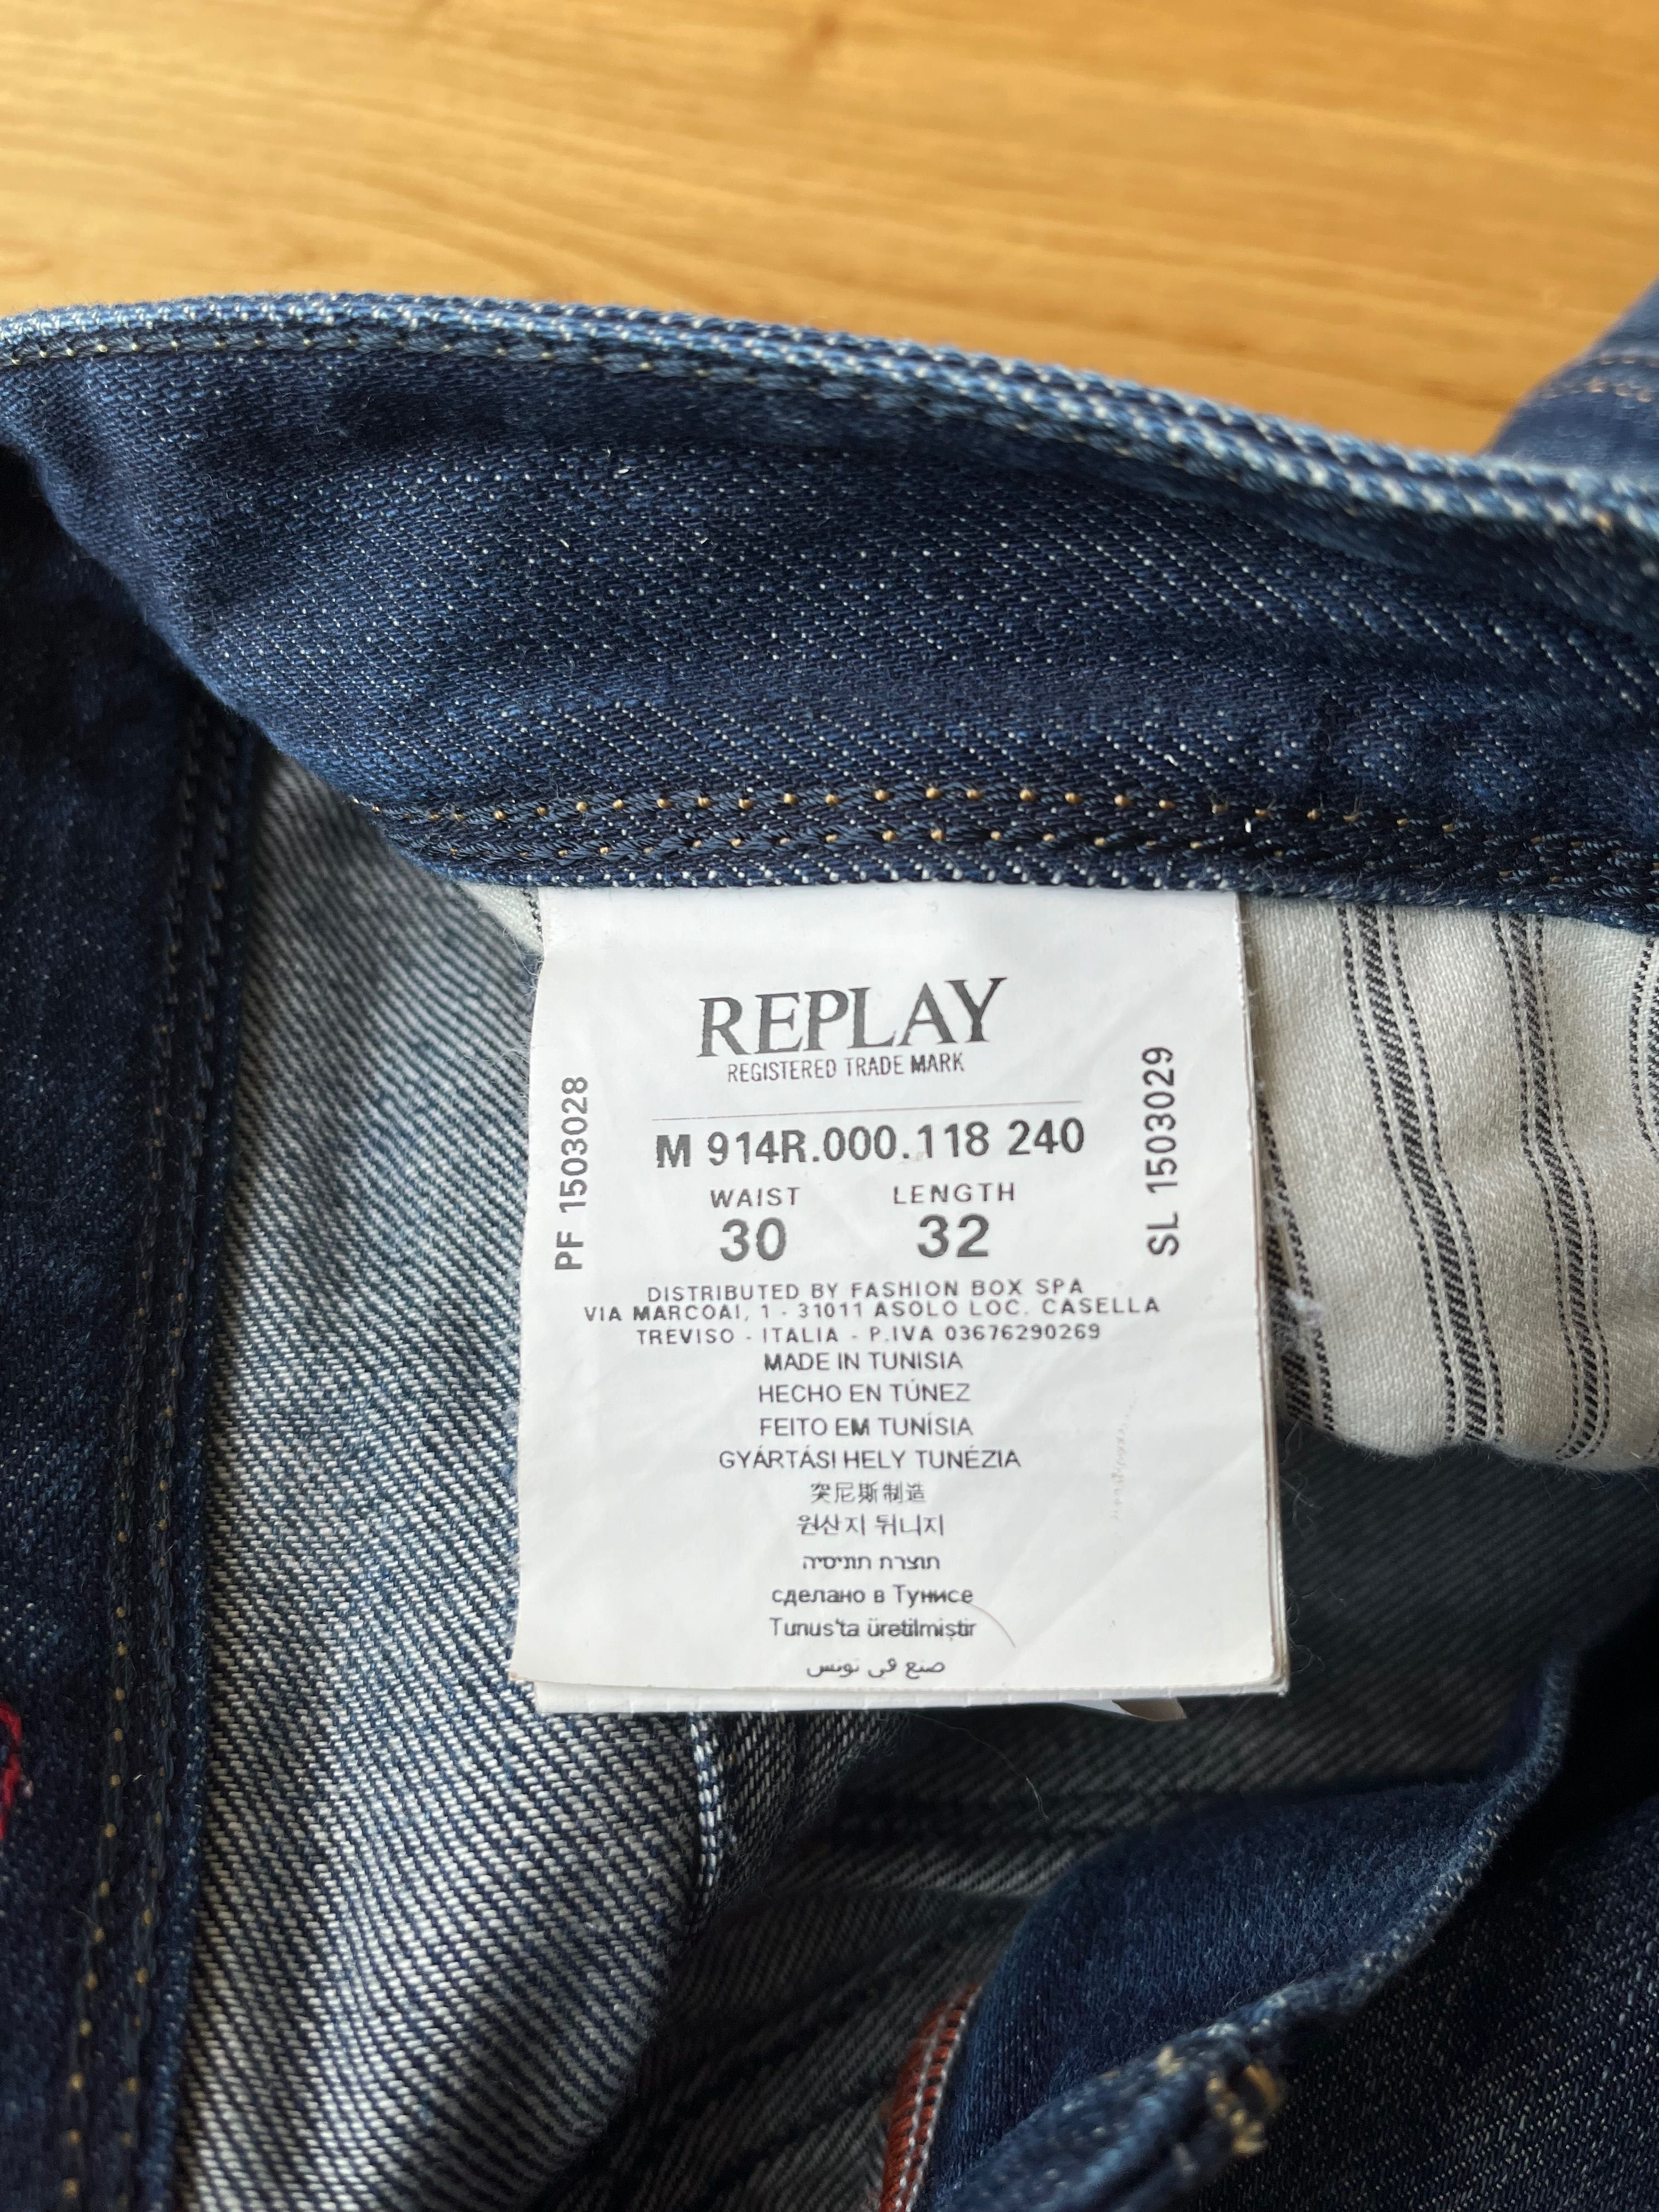 REPLAY
REGISTERED TRADE MARK
PF 1503028
SL 1503029
M 914R.000.118 240
WAIST LENGTH
30 32
DISTRIBUTED BY FASHION BOX SPA
VIA MARCOAI, 1 - 31011 ASOLO LOC. CASELLA
TREVISO - ITALIA - P.IVA 03676290269
MADE IN TUNISIA
HECHO EN TÚNEZ
FEITO EM TUNÍSIA
GYÁRTÁSI HELY TUNÉZIA
突尼斯制造
원산지 튀니지
תוצרת תוניסיה
сделано в Тунисе
Tunus'ta üretilmiştir
صنع في تونس